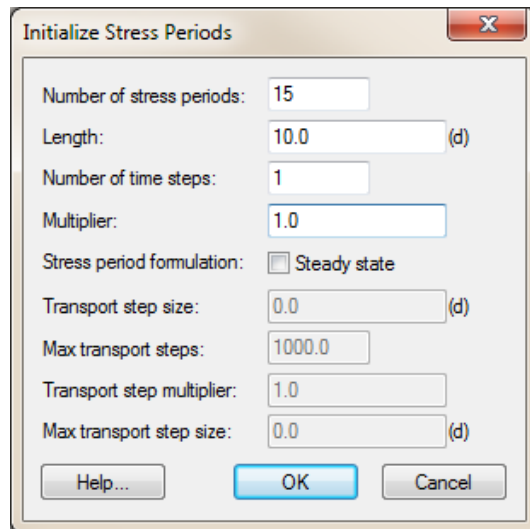 Initialize Stress Periods
Number of stress periods: 15
Length: 10.0 (d)
Number of time steps: 1
Multiplier: 1.0
Stress period formulation: Steady state
Transport step size: 0.0 (d)
Max transport steps: 1000.0
Transport step multiplier: 1.0
Max transport step size: 0.0 (d)
Help... OK Cancel